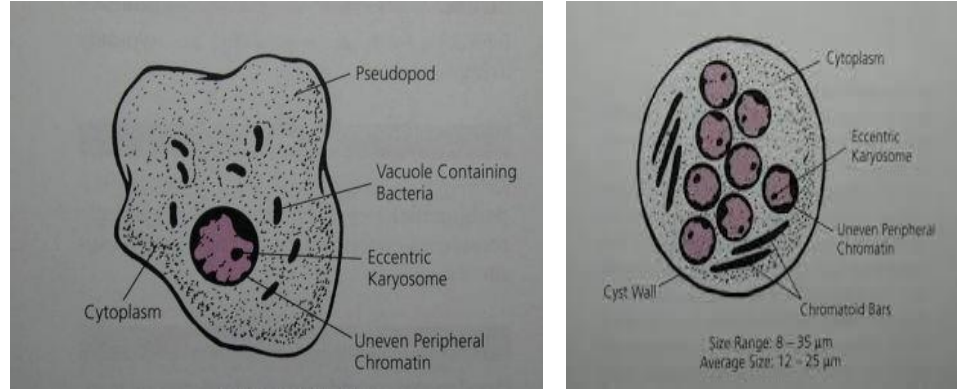 Pseudopod
Vacuole Containing
Bacteria
Eccentric
Karyosome
Cytoplasm
Uneven Peripheral
Chromatin
Cytoplasm
Eccentric
Karyosome
Uneven Peripheral
Chromatin
Cyst Wall
Chromatoid Bars
Size Range: 8 – 35 µm
Average Size: 12 – 25 µm